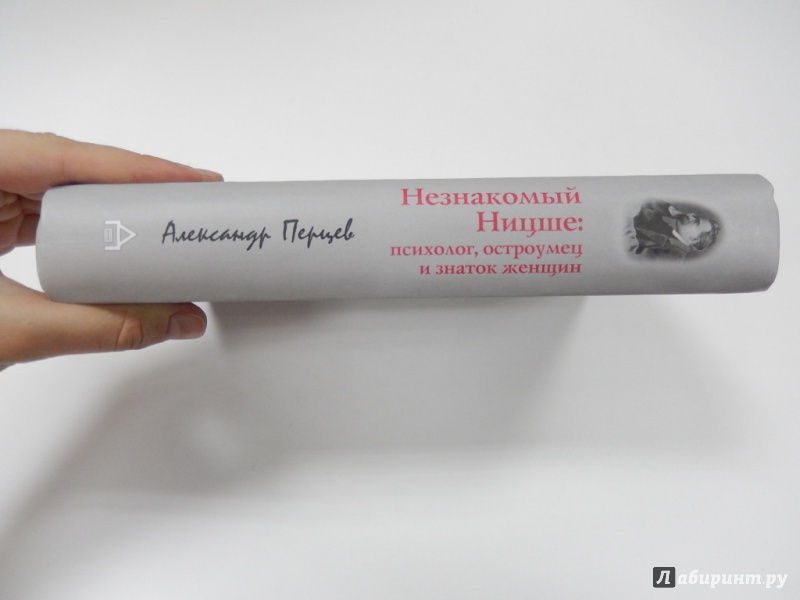 Александр Перцев
Незнакомый
Ницше:
психолог, остроумец
и знаток женщин
Лабиринт.ру